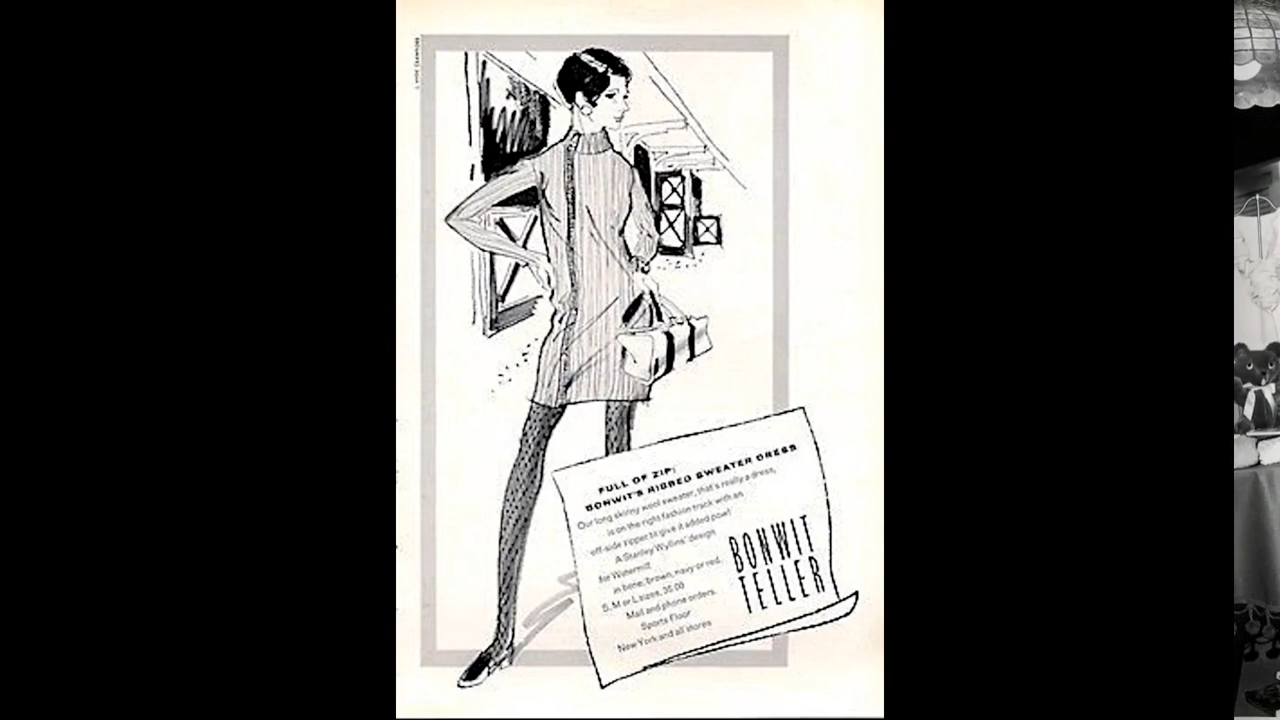 FULL OF ZIP;
BONWIT'S RIBBED SWEATER DRESS
Our long skinny wool sweater, that's really a dress,
is on the right fashion track with an
off-side zipper to give it added pow!
A Stanley Wyllins' design
for Watermill
in bone, brown, navy or red.
S, M or L sizes, 35.00
Mail and phone orders.
Sports Floor
New York and all stores
BONWIT
TELLER